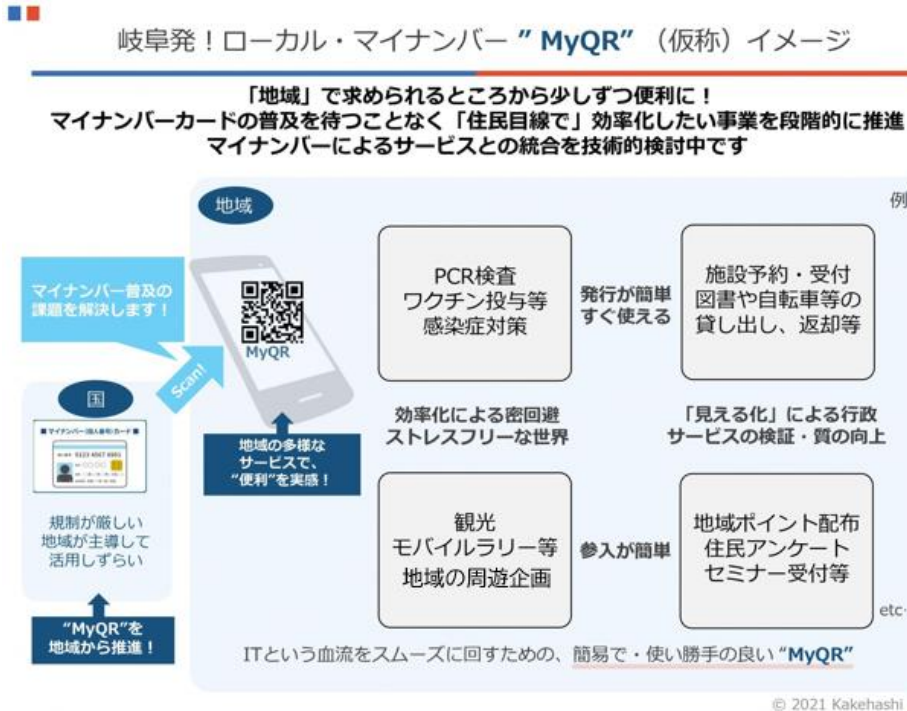 岐阜発！ローカル・マイナンバー ” MyQR” （仮称）イメージ
「地域」で求められるところから少しずつ便利に！
マイナンバーカードの普及を待つことなく「住民目線で」効率化したい事業を段階的に推進
マイナンバーによるサービスとの統合を技術的検討中です
地域
例
マイナンバー普及の
課題を解決します！
Scan!
MyQR
PCR検査
ワクチン投与等
感染症対策
発行が簡単
すぐ使える
施設予約・受付
図書や自転車等の
貸し出し、返却等
国
■ マイナンバー(個人番号)カード ■
0123 4567 8901
規制が厳しい
地域が主導して
活用しずらい
“MyQR”を
地域から推進！
地域の多様な
サービスで、
“便利”を実感！
効率化による密回避
ストレスフリーな世界
「見える化」による行政
サービスの検証・質の向上
観光
モバイルラリー等
地域の周遊企画
参入が簡単
地域ポイント配布
住民アンケート
セミナー受付等
etc·
ITという血流をスムーズに回すための、簡易で・使い勝手の良い “MyQR”
© 2021 Kakehashi